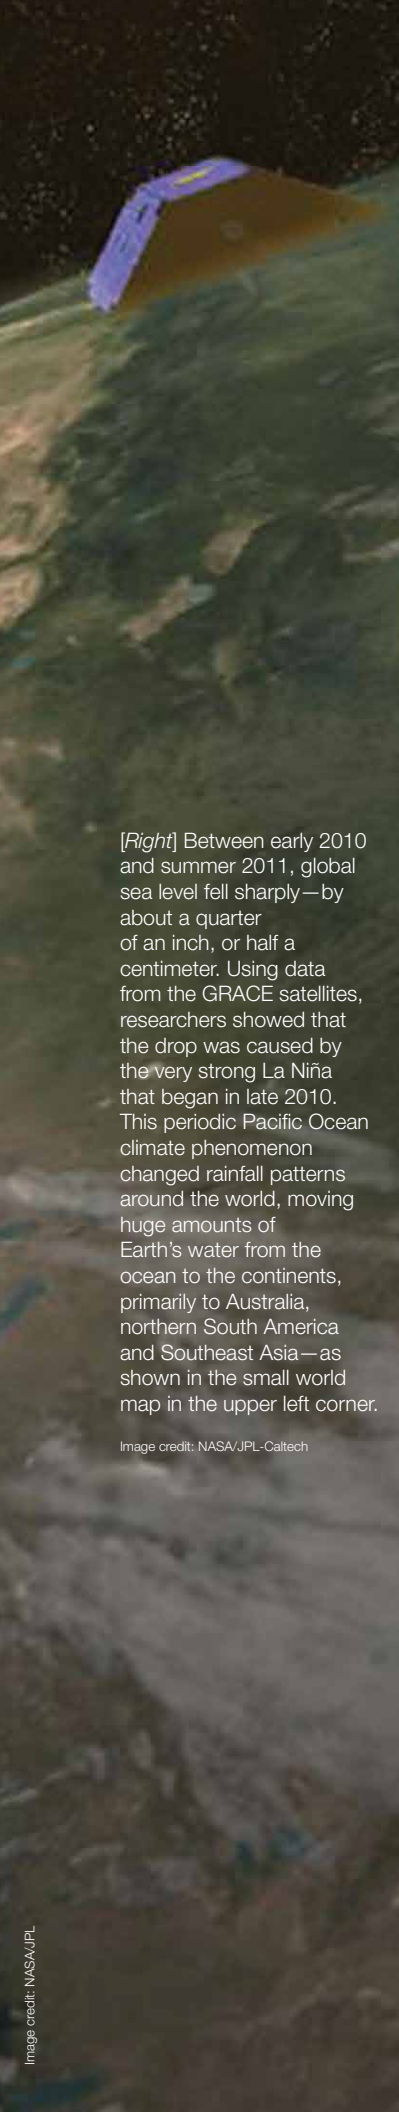 [Right] Between early 2010
and summer 2011, global
sea level fell sharply—by
about a quarter
of an inch, or half a
centimeter. Using data
from the GRACE satellites,
researchers showed that
the drop was caused by
the very strong La Niña
that began in late 2010.
This periodic Pacific Ocean
climate phenomenon
changed rainfall patterns
around the world, moving
huge amounts of
Earth's water from the
ocean to the continents,
primarily to Australia,
northern South America
and Southeast Asia—as
shown in the small world
map in the upper left corner.
Image credit: NASA/JPL-Caltech
Image credit: NASA/JPL